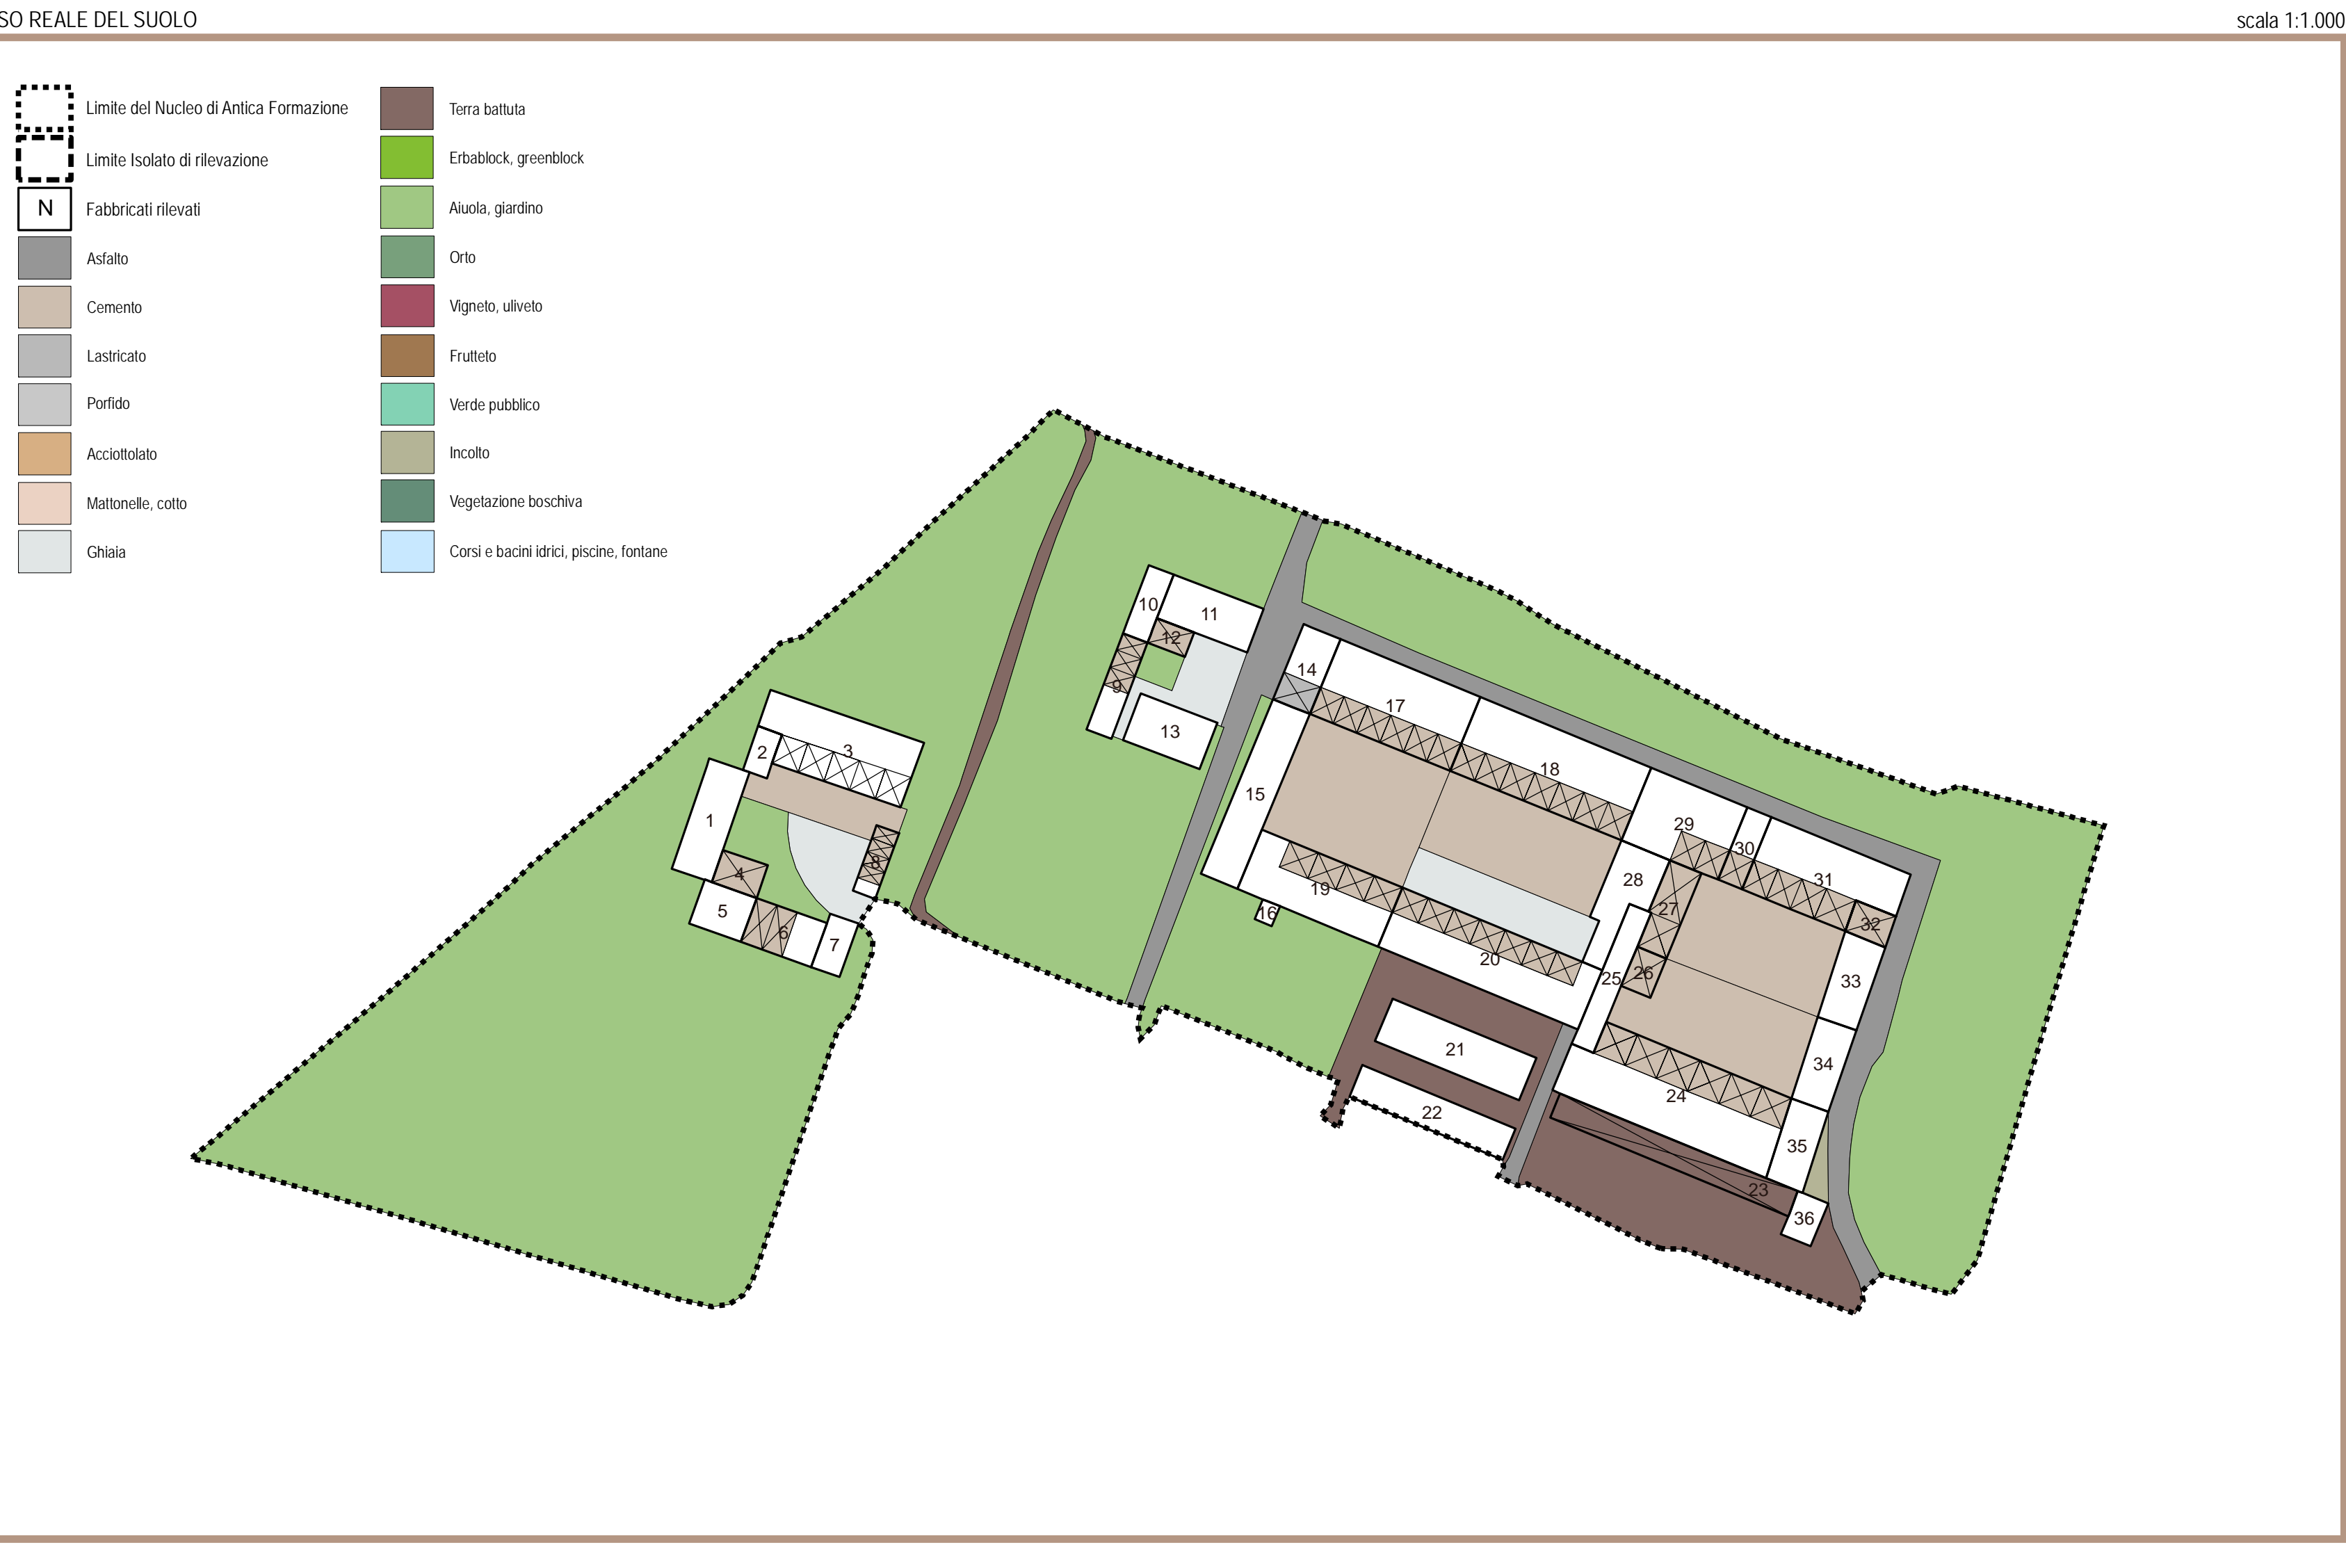 SO REALE DEL SUOLO
scala 1:1.000
Limite del Nucleo di Antica Formazione
Limite Isolato di rilevazione
N
Fabbricati rilevati
Asfalto
Cemento
Lastricato
Porfido
Acciottolato
Mattonelle, cotto
Ghiaia
Terra battuta
Erbablock, greenblock
Aiuola, giardino
Orto
Vigneto, uliveto
Frutteto
Verde pubblico
Incolto
Vegetazione boschiva
Corsi e bacini idrici, piscine, fontane
1
2
3
4
5
6
7
8
9
10
11
12
13
14
15
16
17
18
19
20
21
22
23
24
25
26
27
28
29
30
31
32
33
34
35
36